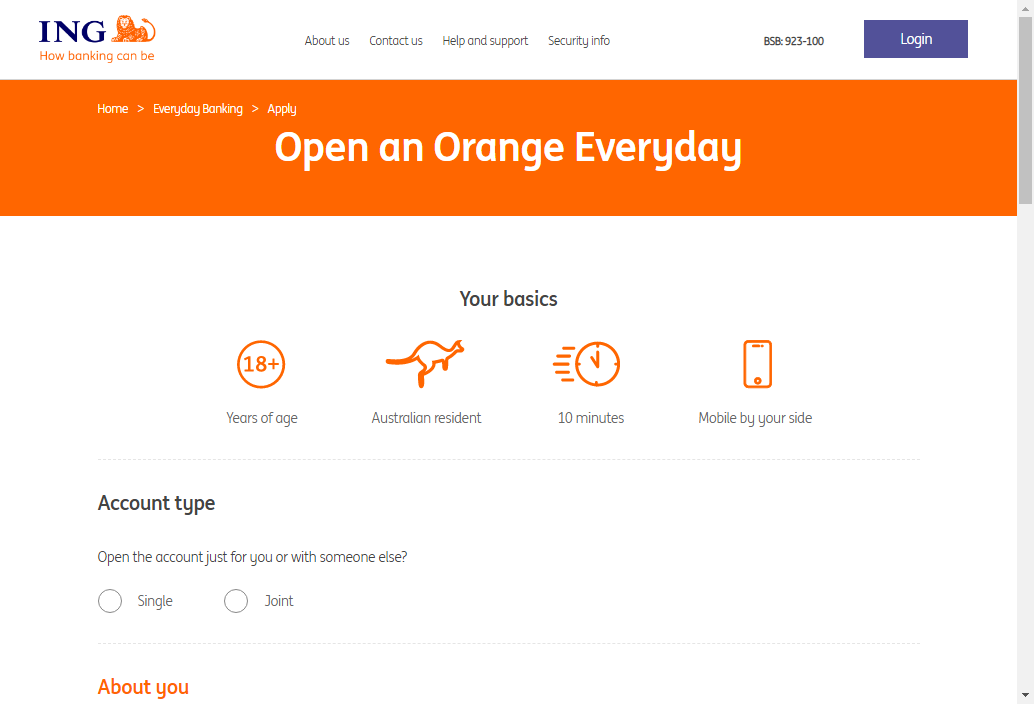 ING
How banking can be
About us
Contact us
Help and support
Security info
BSB: 923-100
Login
Home > Everyday Banking > Apply
Open an Orange Everyday
Your basics
18+
Years of age
Australian resident
10 minutes
Mobile by your side
Account type
Open the account just for you or with someone else?
Single
Joint
About you